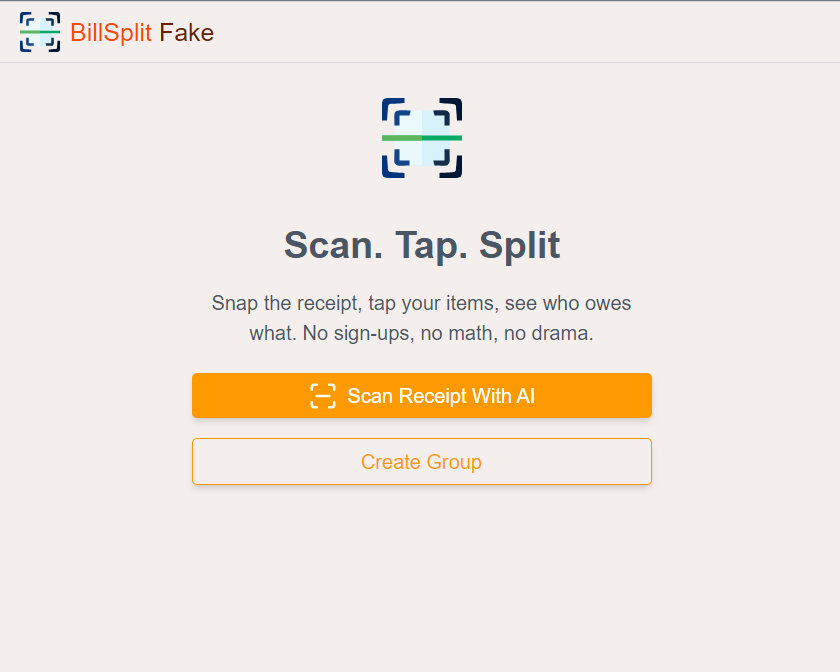 BillSplit Fake
Scan. Tap. Split
Snap the receipt, tap your items, see who owes
what. No sign-ups, no math, no drama.
Scan Receipt With AI
Create Group